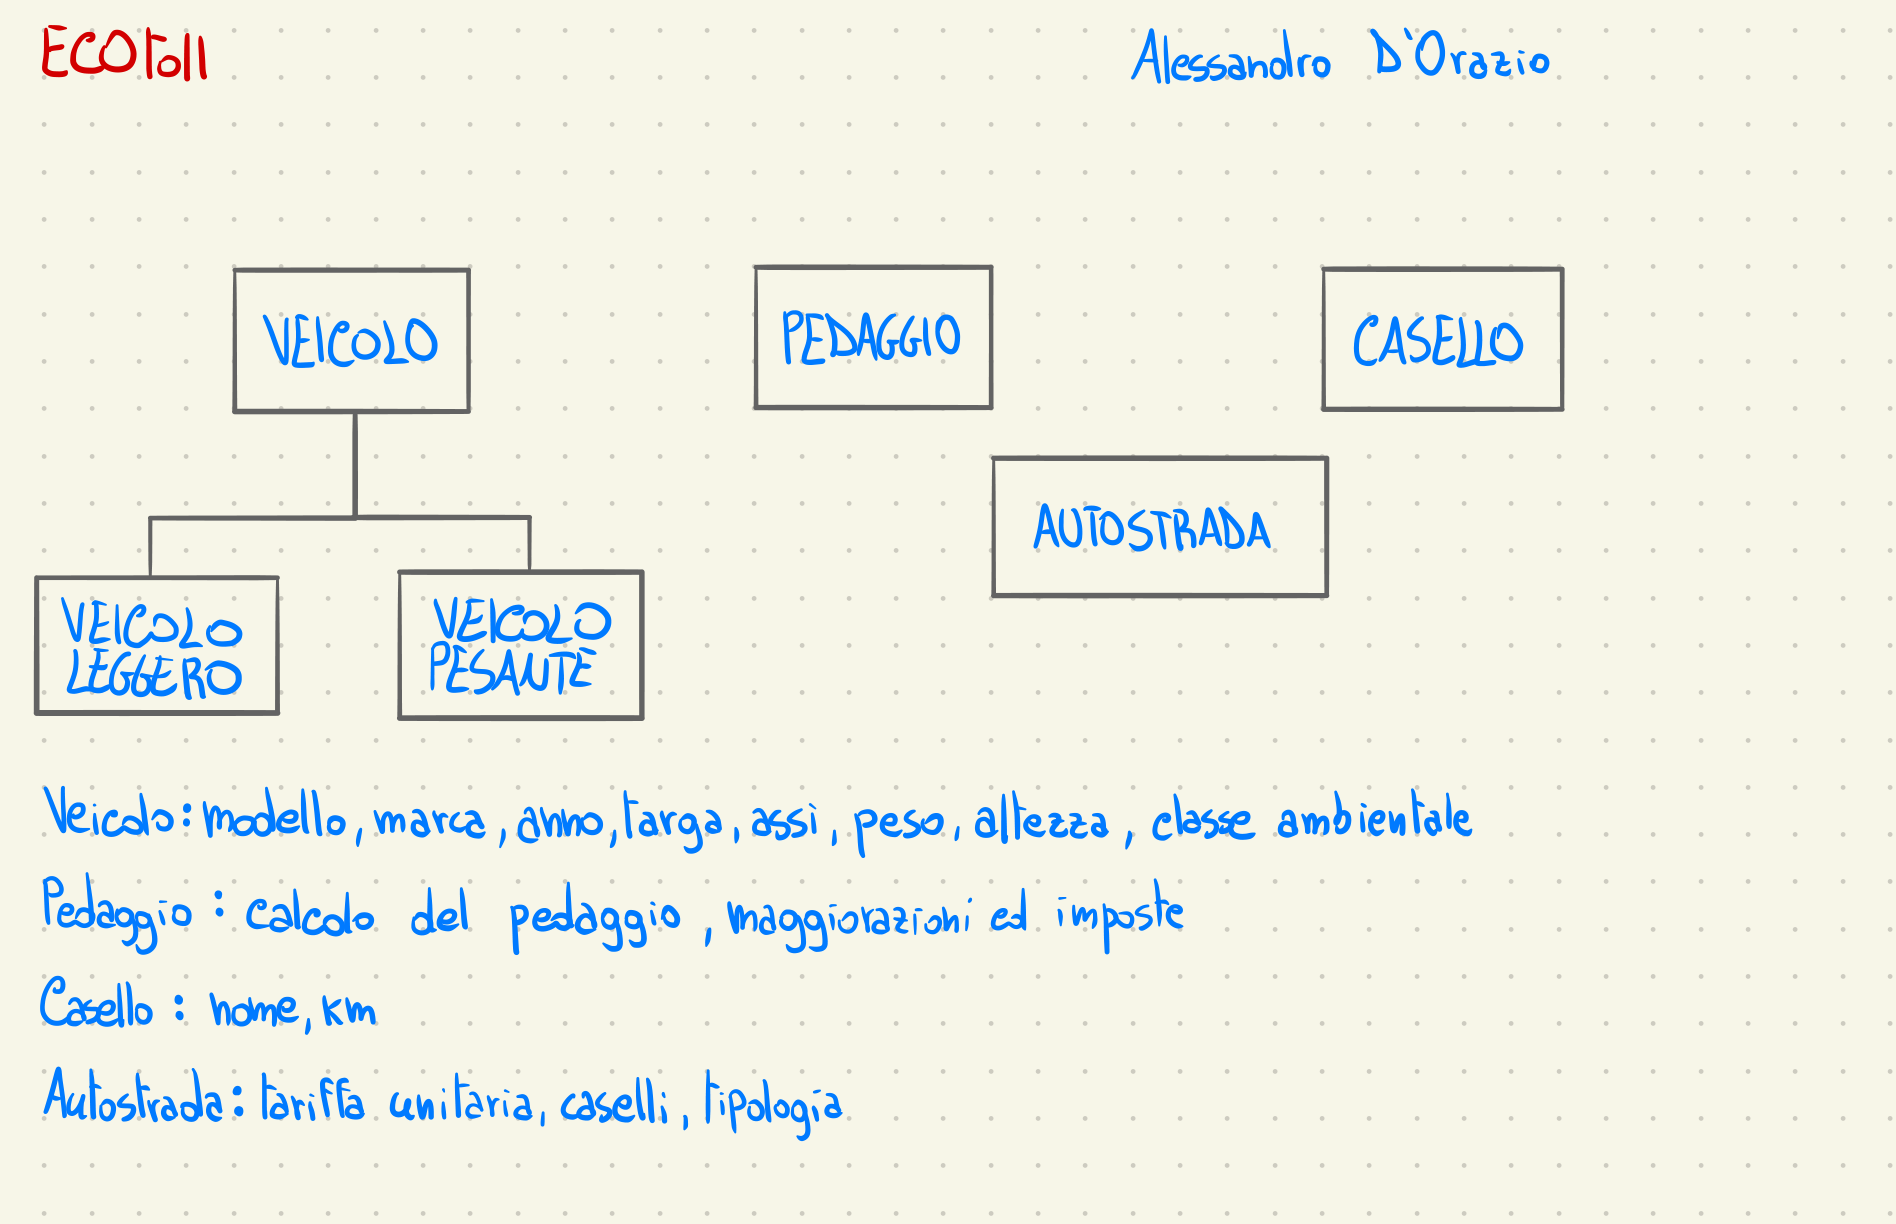 ECOToll
Alessandro D'Orazio
VEICOLO
PEDAGGIO
CASELLO
AUTOSTRADA
VEICOLO
LEGGERO
VEICOLO
PESANTE
Veicolo: modello, marca, anno, targa, assi, peso, altezza, classe ambientale
Pedaggio: calcolo del pedaggio, maggiorazioni ed imposte
Casello: nome, km
Autostrada: tariffa unitaria, caselli, tipologia